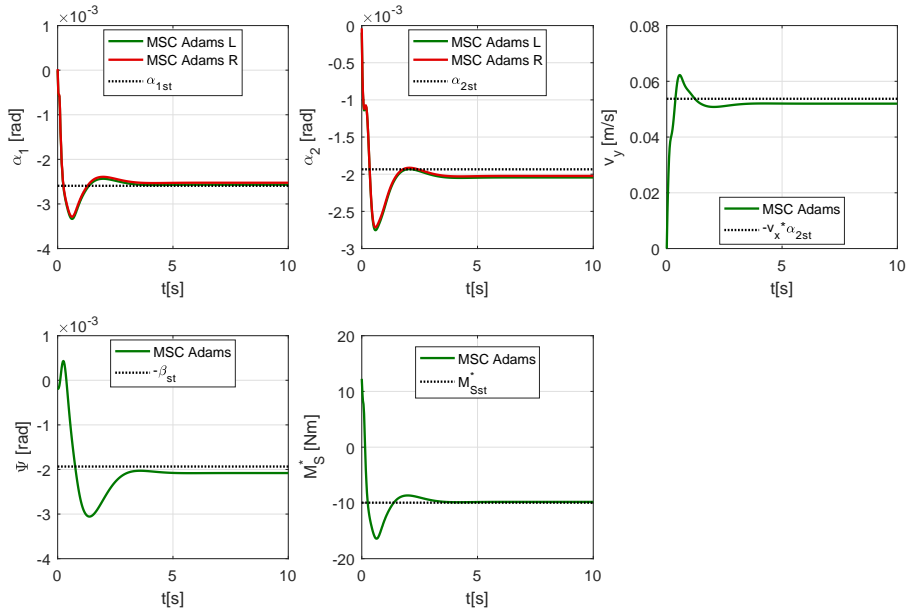 ×10⁻³
1
0
-1
-2
-3
-4
0
5
10
α₁ [rad]
t[s]
MSC Adams L
MSC Adams R
α₁ₛₜ
×10⁻³
0
-0.5
-1
-1.5
-2
-2.5
-3
0
5
10
α₂ [rad]
t[s]
MSC Adams L
MSC Adams R
α₂ₛₜ
0.08
0.06
0.04
0.02
0
0
5
10
v_y [m/s]
t[s]
MSC Adams
-v_x*α₂ₛₜ
×10⁻³
1
0
-1
-2
-3
-4
0
5
10
Ψ [rad]
t[s]
MSC Adams
-βₛₜ
20
10
0
-10
-20
0
5
10
M_S^* [Nm]
t[s]
MSC Adams
M_Sst^*